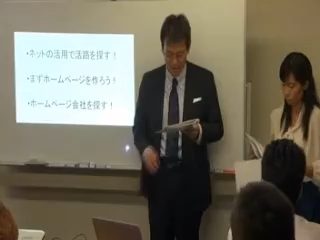 ・ネットの活用で活路を探す！
・まずホームページを作ろう！
・ホームページ会社を探す！